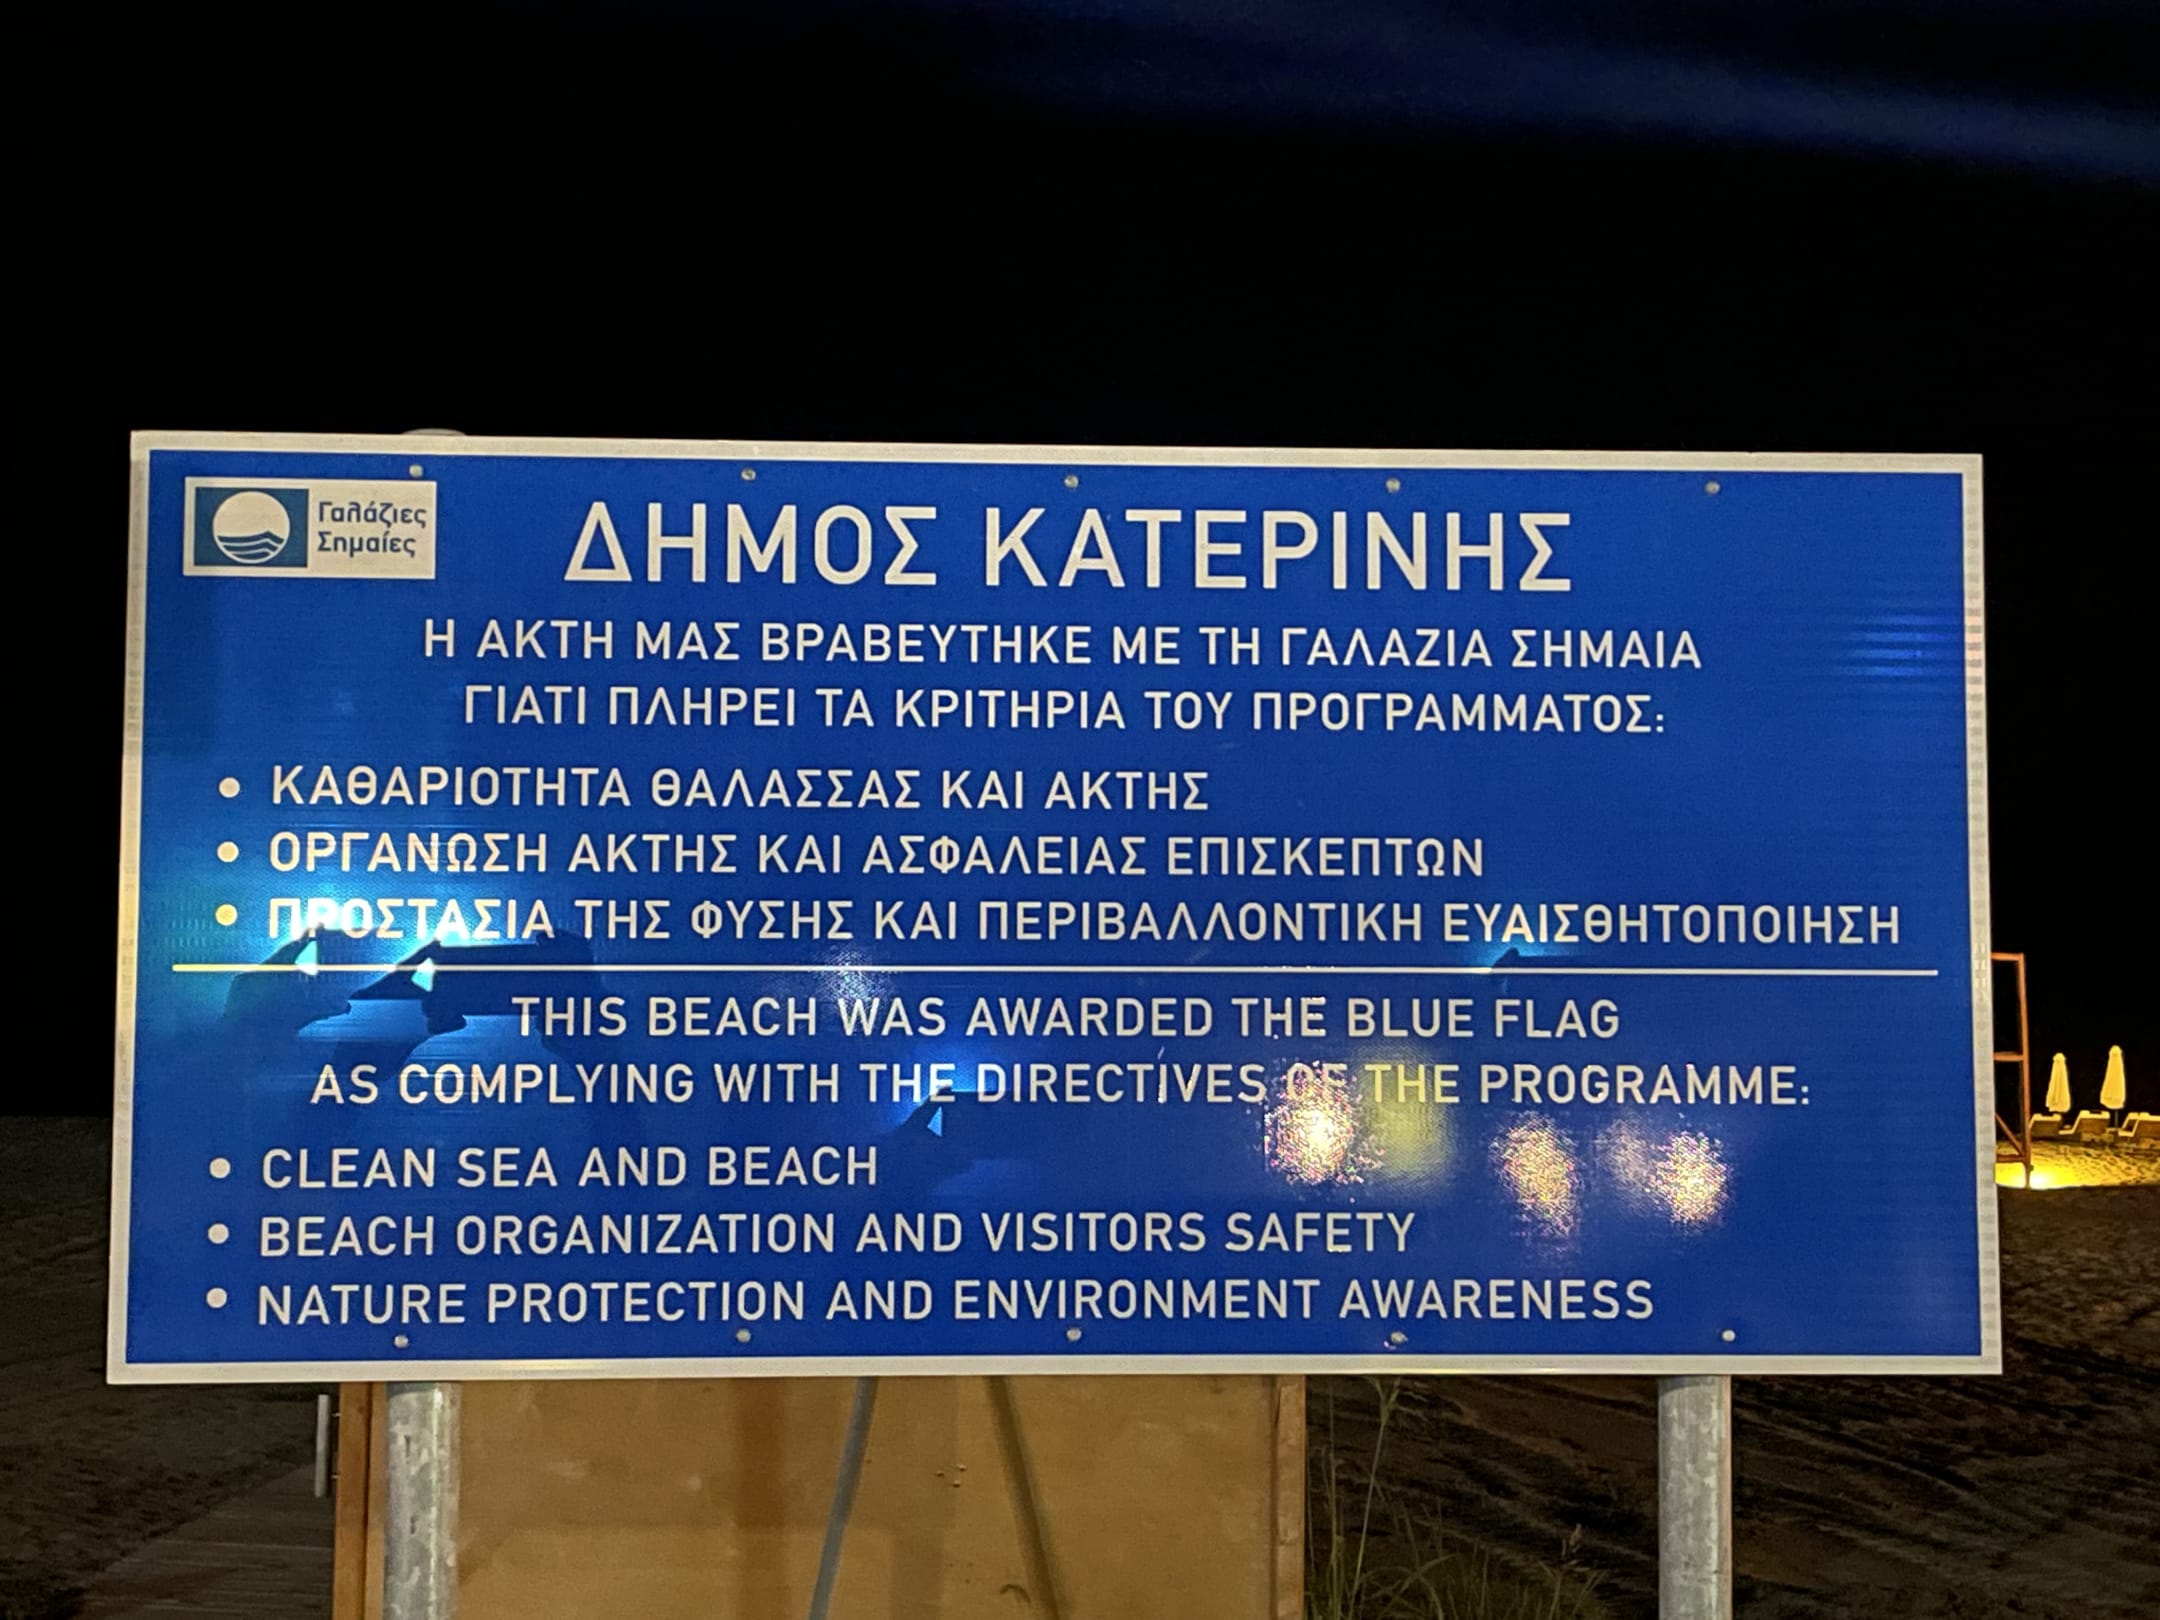 Γαλάζιες
Σημαίες
ΔΗΜΟΣ ΚΑΤΕΡΙΝΗΣ
Η ΑΚΤΗ ΜΑΣ ΒΡΑΒΕΥΤΗΚΕ ΜΕ ΤΗ ΓΑΛΑΖΙΑ ΣΗΜΑΙΑ
ΓΙΑΤΙ ΠΛΗΡΕΙ ΤΑ ΚΡΙΤΗΡΙΑ ΤΟΥ ΠΡΟΓΡΑΜΜΑΤΟΣ:
• ΚΑΘΑΡΙΟΤΗΤΑ ΘΑΛΑΣΣΑΣ ΚΑΙ ΑΚΤΗΣ
• ΟΡΓΑΝΩΣΗ ΑΚΤΗΣ ΚΑΙ ΑΣΦΑΛΕΙΑΣ ΕΠΙΣΚΕΠΤΩΝ
• ΠΡΟΣΤΑΣΙΑ ΤΗΣ ΦΥΣΗΣ ΚΑΙ ΠΕΡΙΒΑΛΛΟΝΤΙΚΗ ΕΥΑΙΣΘΗΤΟΠΟΙΗΣΗ
THIS BEACH WAS AWARDED THE BLUE FLAG
AS COMPLYING WITH THE DIRECTIVES OF THE PROGRAMME:
• CLEAN SEA AND BEACH
• BEACH ORGANIZATION AND VISITORS SAFETY
• NATURE PROTECTION AND ENVIRONMENT AWARENESS